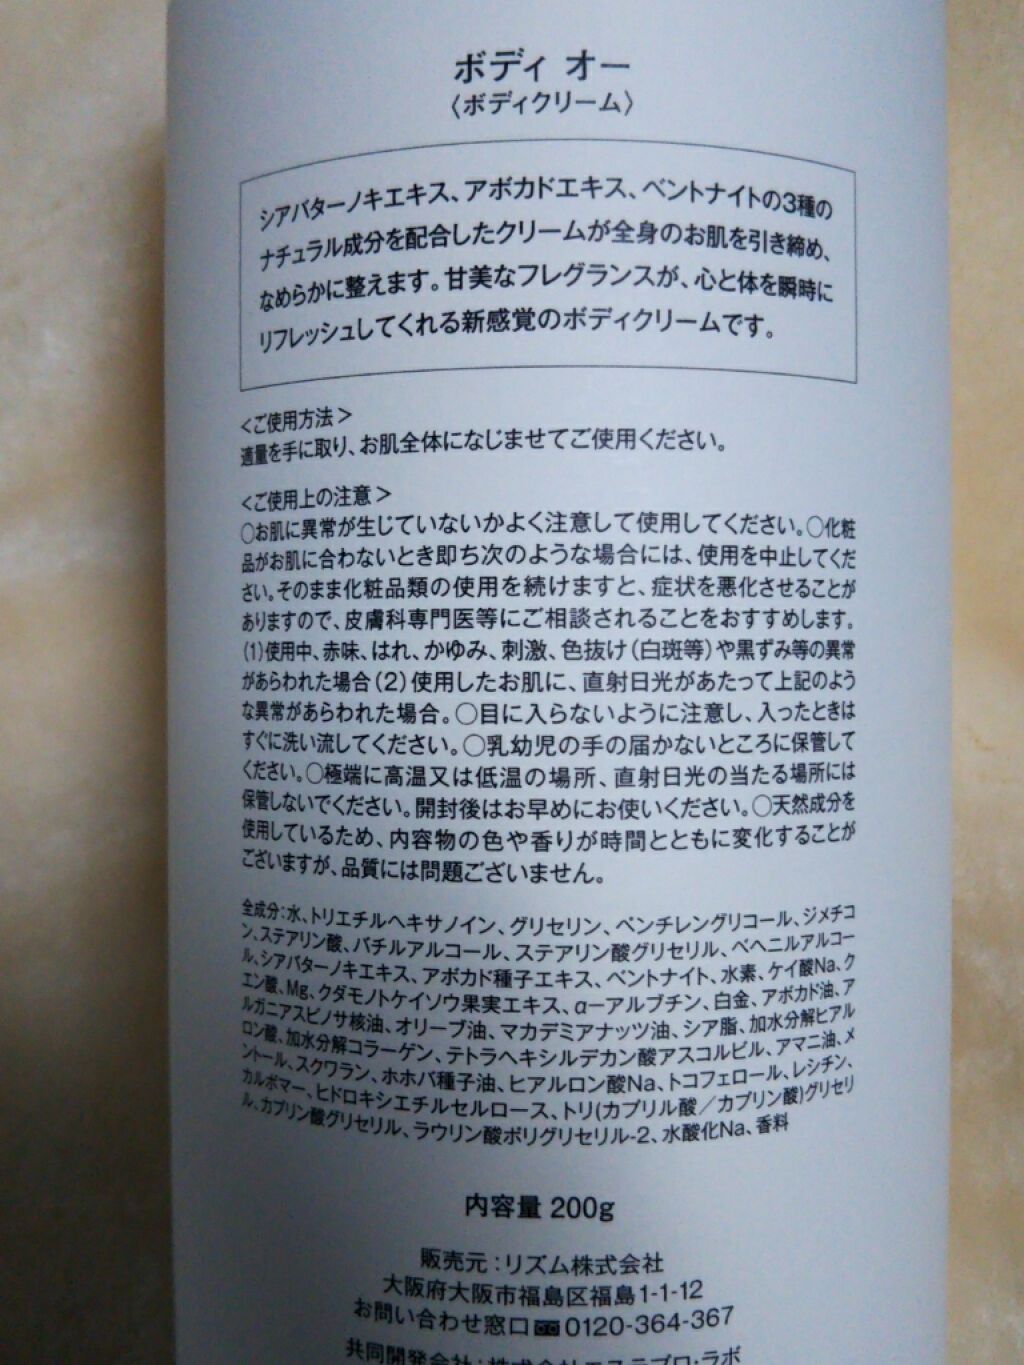 ボディ オー
〈ボディクリーム〉
シアバターノキエキス、アボカドエキス、ベントナイトの3種の
ナチュラル成分を配合したクリームが全身のお肌を引き締め、
なめらかに整えます。甘美なフレグランスが、心と体を瞬時に
リフレッシュしてくれる新感覚のボディクリームです。
<ご使用方法>
適量を手に取り、お肌全体になじませてご使用ください。
<ご使用上の注意>
○お肌に異常が生じていないかよく注意して使用してください。○化粧
品がお肌に合わないとき即ち次のような場合には、使用を中止してくだ
さい。そのまま化粧品類の使用を続けますと、症状を悪化させることが
ありますので、皮膚科専門医等にご相談されることをおすすめします。
(1)使用中、赤味、はれ、かゆみ、刺激、色抜け(白斑等)や黒ずみ等の異常
があらわれた場合(2)使用したお肌に、直射日光があたって上記のよう
な異常があらわれた場合。○目に入らないように注意し、入ったときは
すぐに洗い流してください。○乳幼児の手の届かないところに保管して
ください。○極端に高温又は低温の場所、直射日光の当たる場所には
保管しないでください。開封後はお早めにお使いください。○天然成分を
使用しているため、内容物の色や香りが時間とともに変化することが
ございますが、品質には問題ございません。
全成分:水、トリエチルヘキサノイン、グリセリン、ペンチレングリコール、ジメチコ
ン、ステアリン酸、バチルアルコール、ステアリン酸グリセリル、ベヘニルアルコー
ル、シアバターノキエキス、アボカド種子エキス、ベントナイト、水素、ケイ酸Na、ク
エン酸、Mg、クダモノトケイソウ果実エキス、α-アルブチン、白金、アボカド油、ア
ルガニアスピノサ核油、オリーブ油、マカデミアナッツ油、シア脂、加水分解ヒアル
ロン酸、加水分解コラーゲン、テトラヘキシルデカン酸アスコルビル、アマニ油、メ
ントール、スクワラン、ホホバ種子油、ヒアルロン酸Na、トコフェロール、レシチン、
カルボマー、ヒドロキシエチルセルロース、トリ(カプリル酸/カプリン酸)グリセリ
ル、カプリン酸グリセリル、ラウリン酸ポリグリセリル-2、水酸化Na、香料
内容量 200g
販売元:リズム株式会社
大阪府大阪市福島区福島1-1-12
お問い合わせ窓口 0120-364-367
共同開発会社:株式会社エステプロ・ラボ